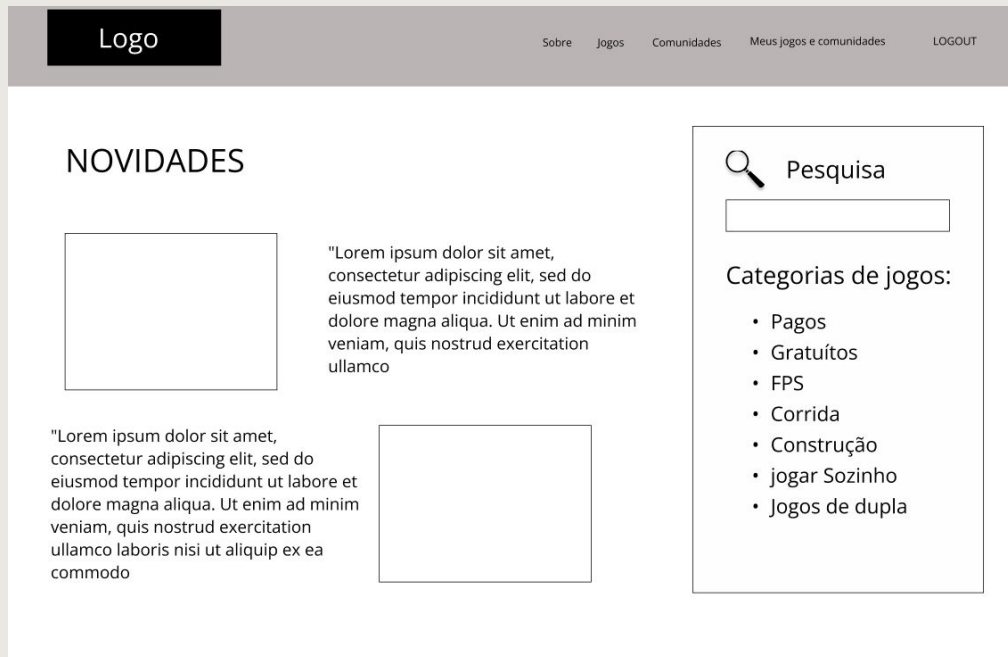 Logo
Sobre Jogos Comunidades Meus jogos e comunidades LOGOUT
NOVIDADES
"Lorem ipsum dolor sit amet,
consectetur adipiscing elit, sed do
eiusmod tempor incididunt ut labore et
dolore magna aliqua. Ut enim ad minim
veniam, quis nostrud exercitation
ullamco
"Lorem ipsum dolor sit amet,
consectetur adipiscing elit, sed do
eiusmod tempor incididunt ut labore et
dolore magna aliqua. Ut enim ad minim
veniam, quis nostrud exercitation
ullamco laboris nisi ut aliquip ex ea
commodo
Pesquisa
Categorias de jogos:
• Pagos
• Gratuítos
• FPS
• Corrida
• Construção
• jogar Sozinho
• Jogos de dupla